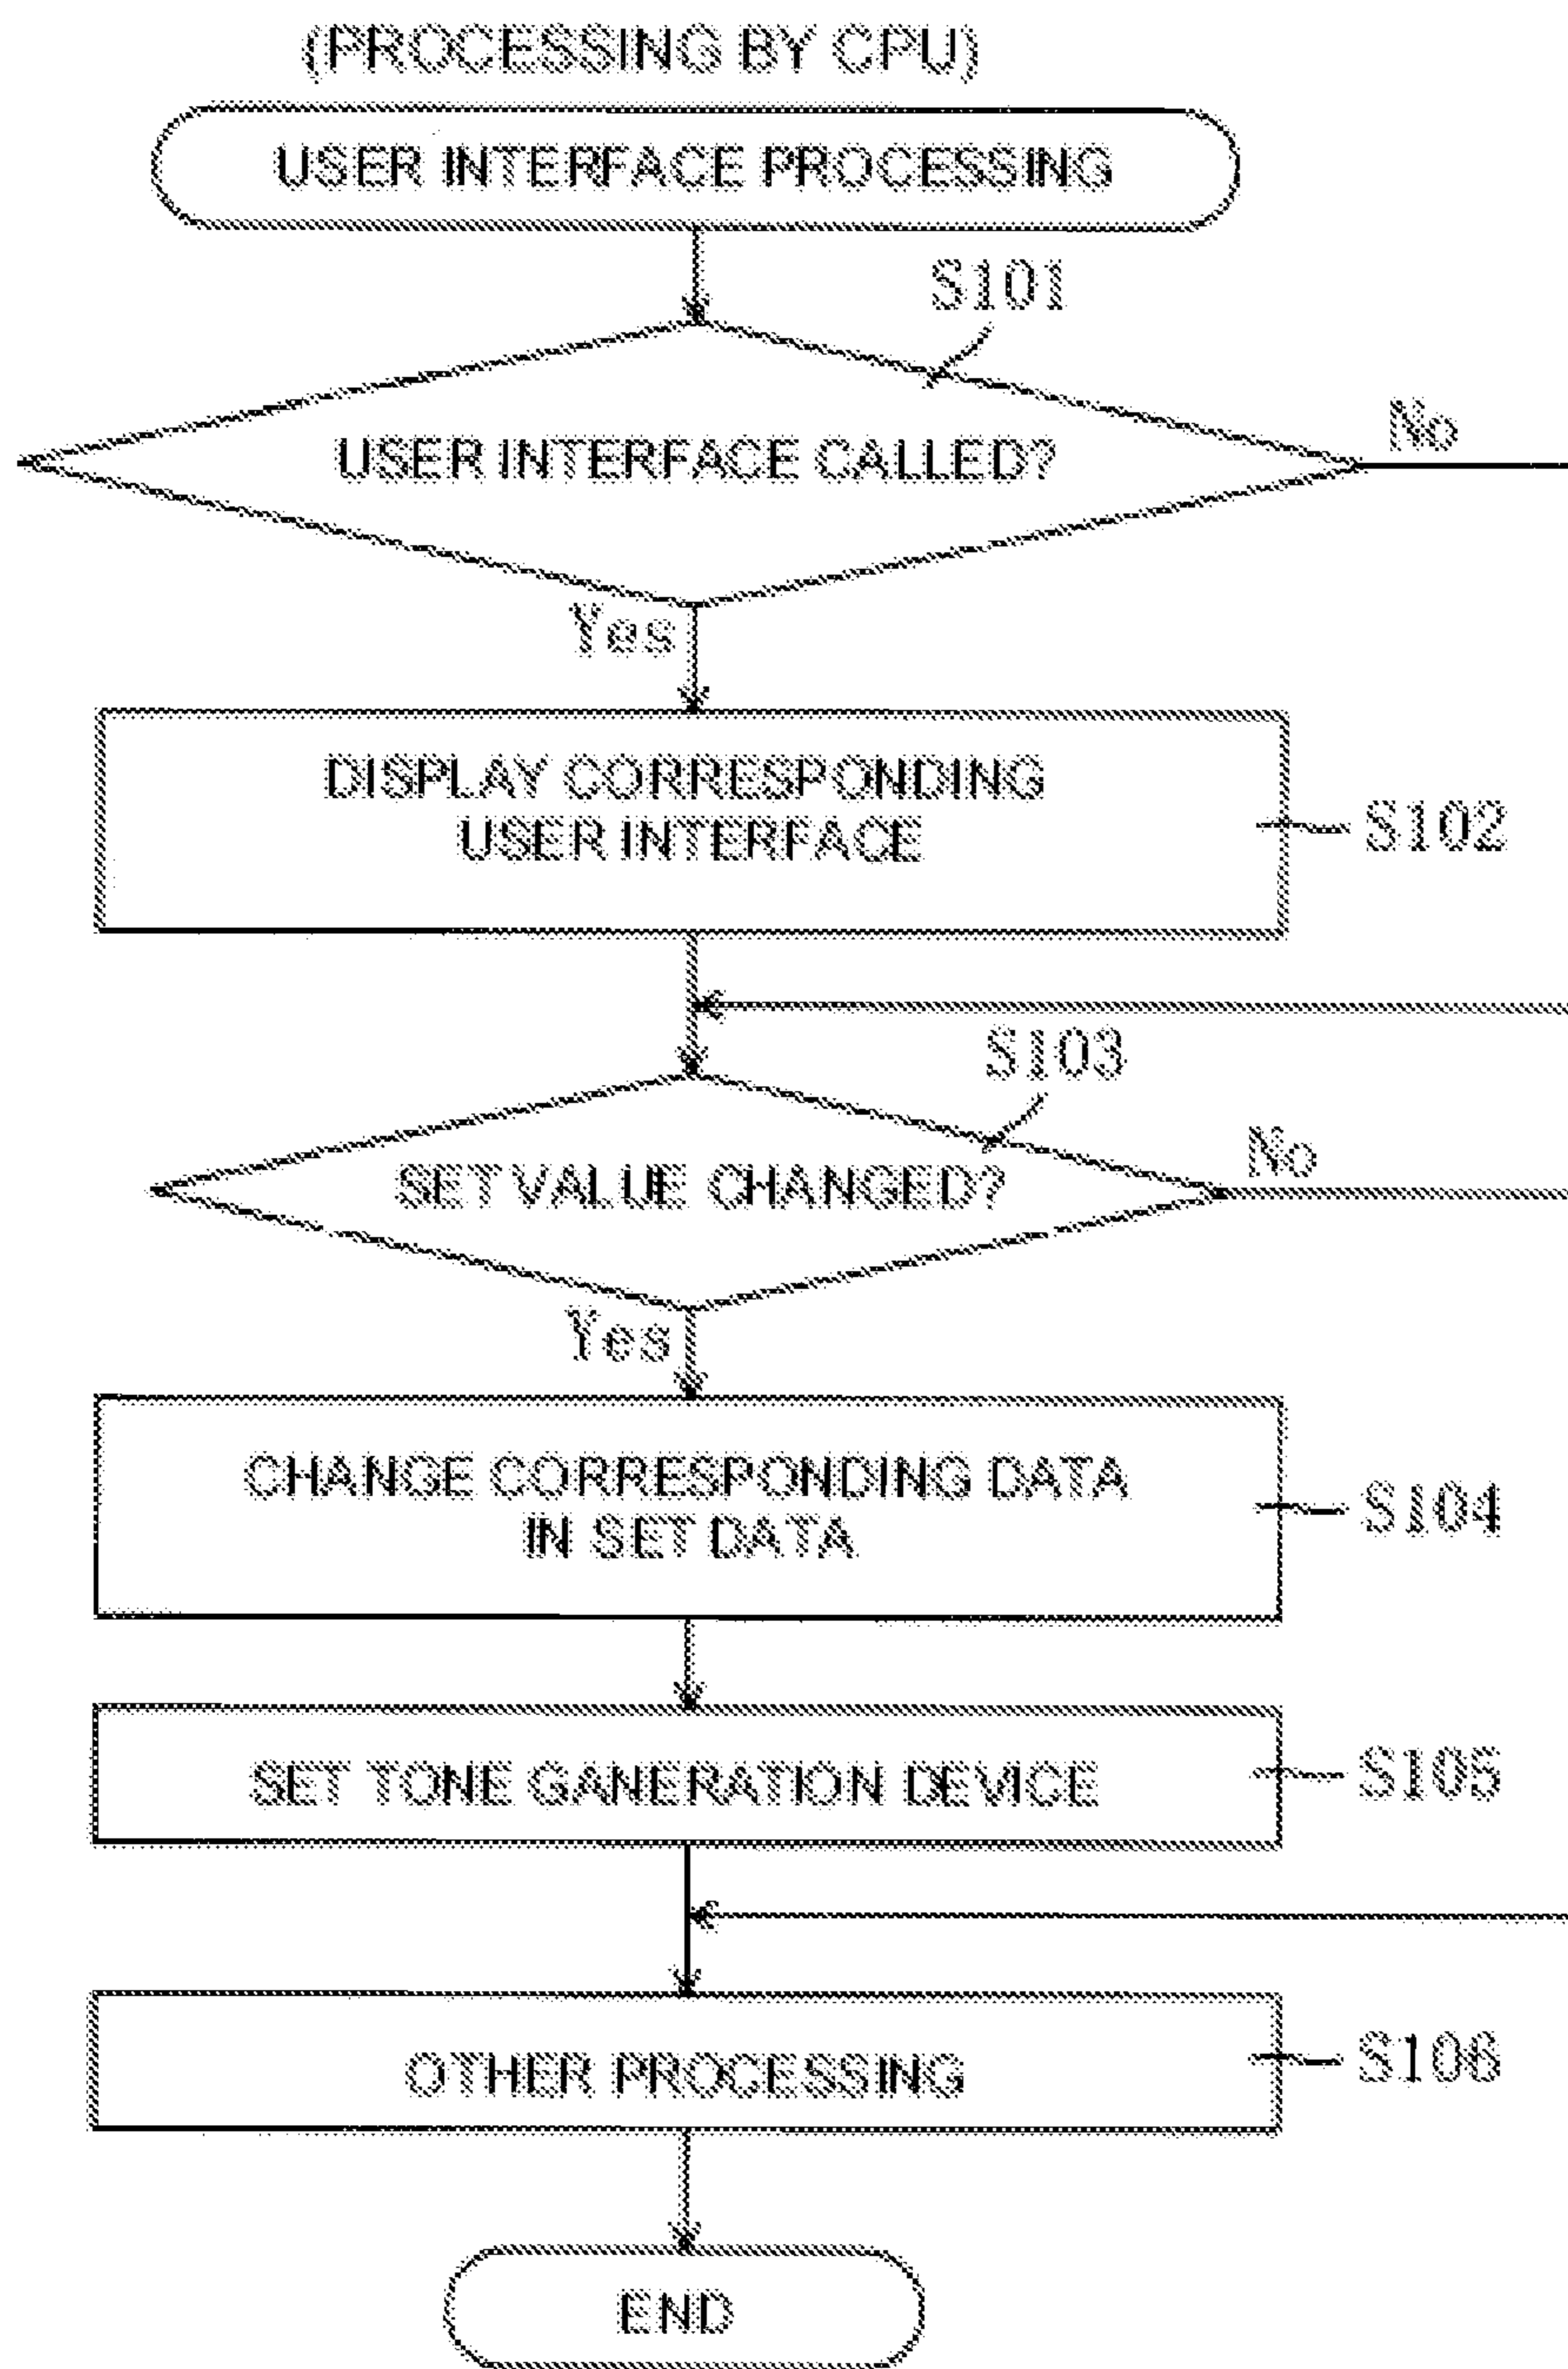 (PROCESSING BY CPU)
USER INTERFACE PROCESSING
S101
USER INTERFACE CALLED?
No
Yes
DISPLAY CORRESPONDING
USER INTERFACE
S102
S103
SET VALUE CHANGED?
No
Yes
CHANGE CORRESPONDING DATA
IN SET DATA
S104
SET TONE GANERATION DEVICE
S105
OTHER PROCESSING
S106
END